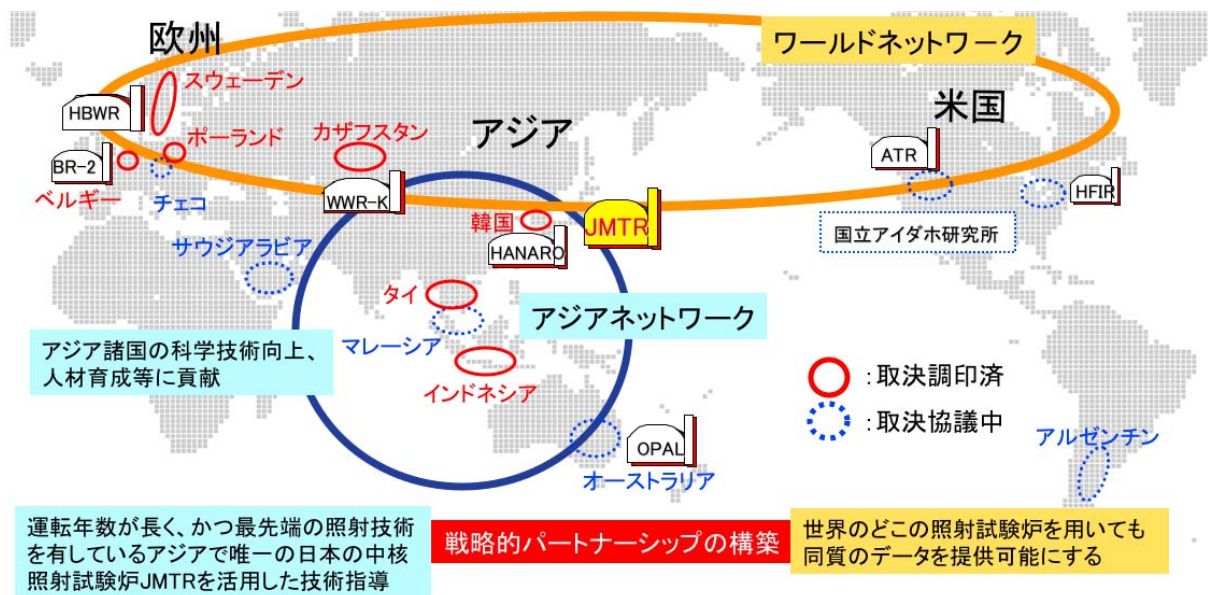 欧州
ワールドネットワーク
スウェーデン
米国
HBWR
ポーランド
カザフスタン
アジア
ATR
BR-2
HFIR
ベルギー
チェコ
WWR-K
韓国
JMTR
国立アイダホ研究所
サウジアラビア
HANARO
タイ
アジアネットワーク
マレーシア
アジア諸国の科学技術向上、
人材育成等に貢献
インドネシア
:取決調印済
:取決協議中
OPAL
アルゼンチン
オーストラリア
運転年数が長く、かつ最先端の照射技術
を有しているアジアで唯一の日本の中核
照射試験炉JMTRを活用した技術指導
戦略的パートナーシップの構築
世界のどこの照射試験炉を用いても
同質のデータを提供可能にする